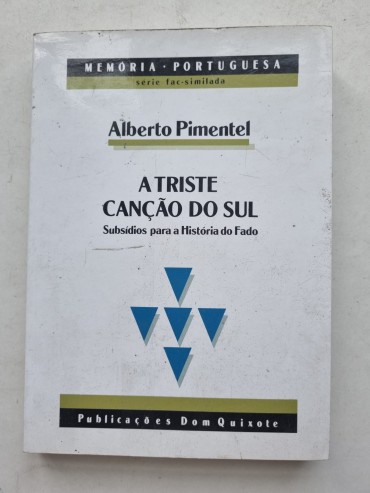 MEMÓRIA · PORTUGUESA
série fac-similada
Alberto Pimentel
A TRISTE
CANÇÃO DO SUL
Subsídios para a História do Fado
Publicações Dom Quixote